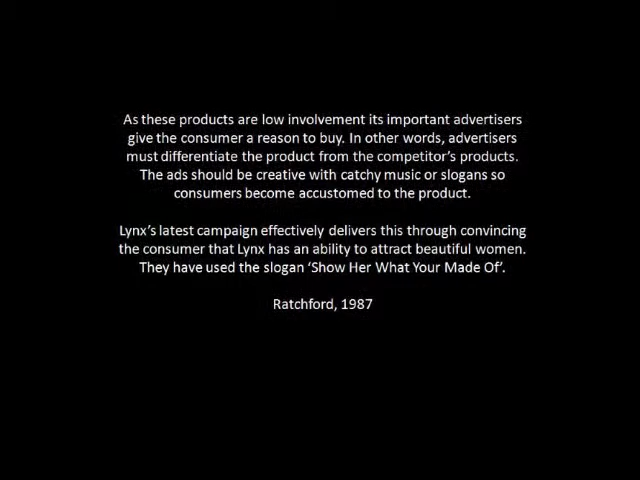 As these products are low involvement its important advertisers
give the consumer a reason to buy. In other words, advertisers
must differentiate the product from the competitor's products.
The ads should be creative with catchy music or slogans so
consumers become accustomed to the product.
Lynx's latest campaign effectively delivers this through convincing
the consumer that Lynx has an ability to attract beautiful women.
They have used the slogan 'Show Her What Your Made Of'.
Ratchford, 1987